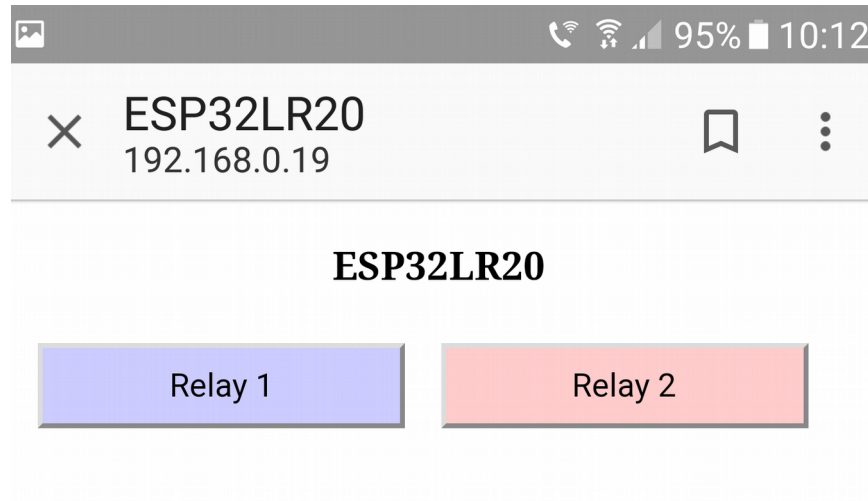 95% 10:12
ESP32LR20
192.168.0.19
ESP32LR20
Relay 1 Relay 2